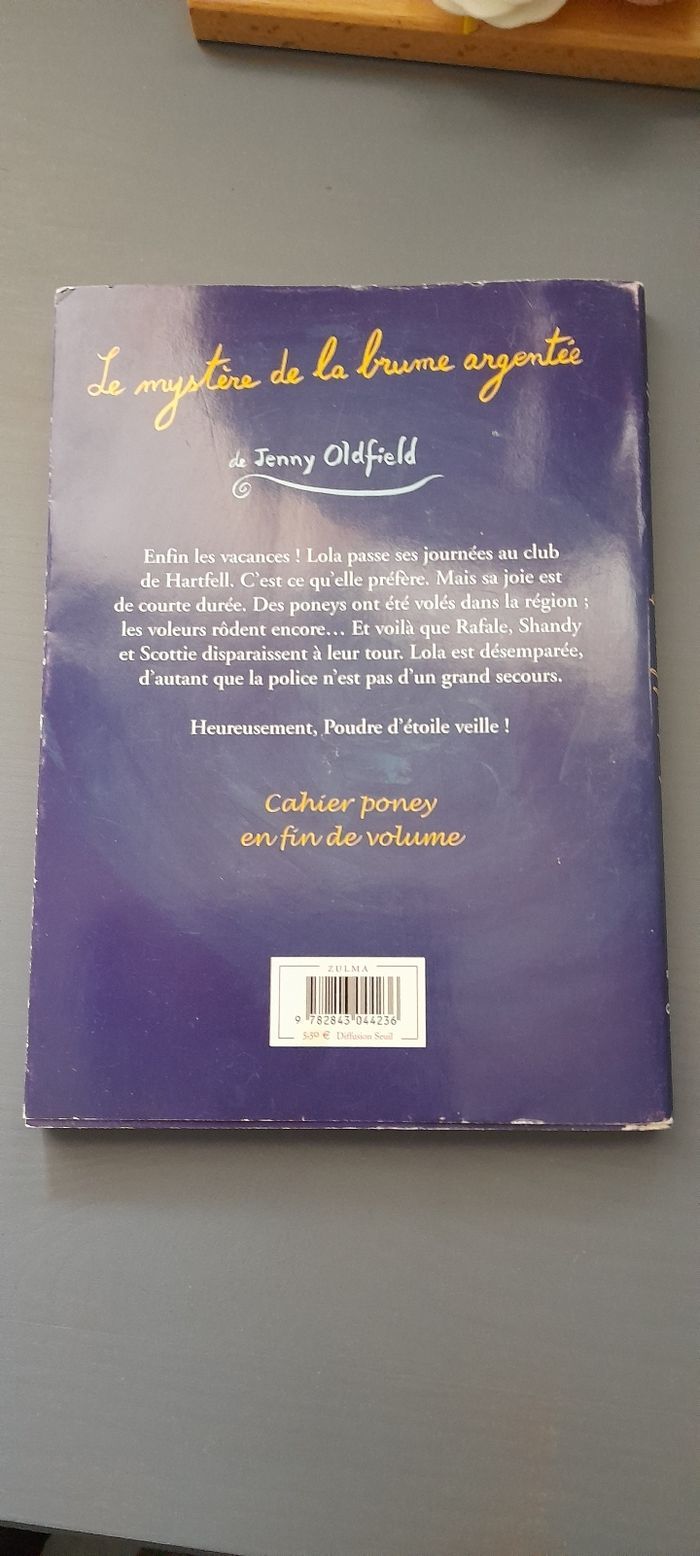 Le mystère de la brume argentée
de Jenny Oldfield
Enfin les vacances ! Lola passe ses journées au club
de Hartfell. C'est ce qu'elle préfère. Mais sa joie est
de courte durée. Des poneys ont été volés dans la région ;
les voleurs rôdent encore… Et voilà que Rafale, Shandy
et Scottie disparaissent à leur tour. Lola est désemparée,
d'autant que la police n'est pas d'un grand secours.
Heureusement, Poudre d'étoile veille !
Cahier poney
en fin de volume
ZULMA
9 782843 044236
5,50 € Diffusion Seuil